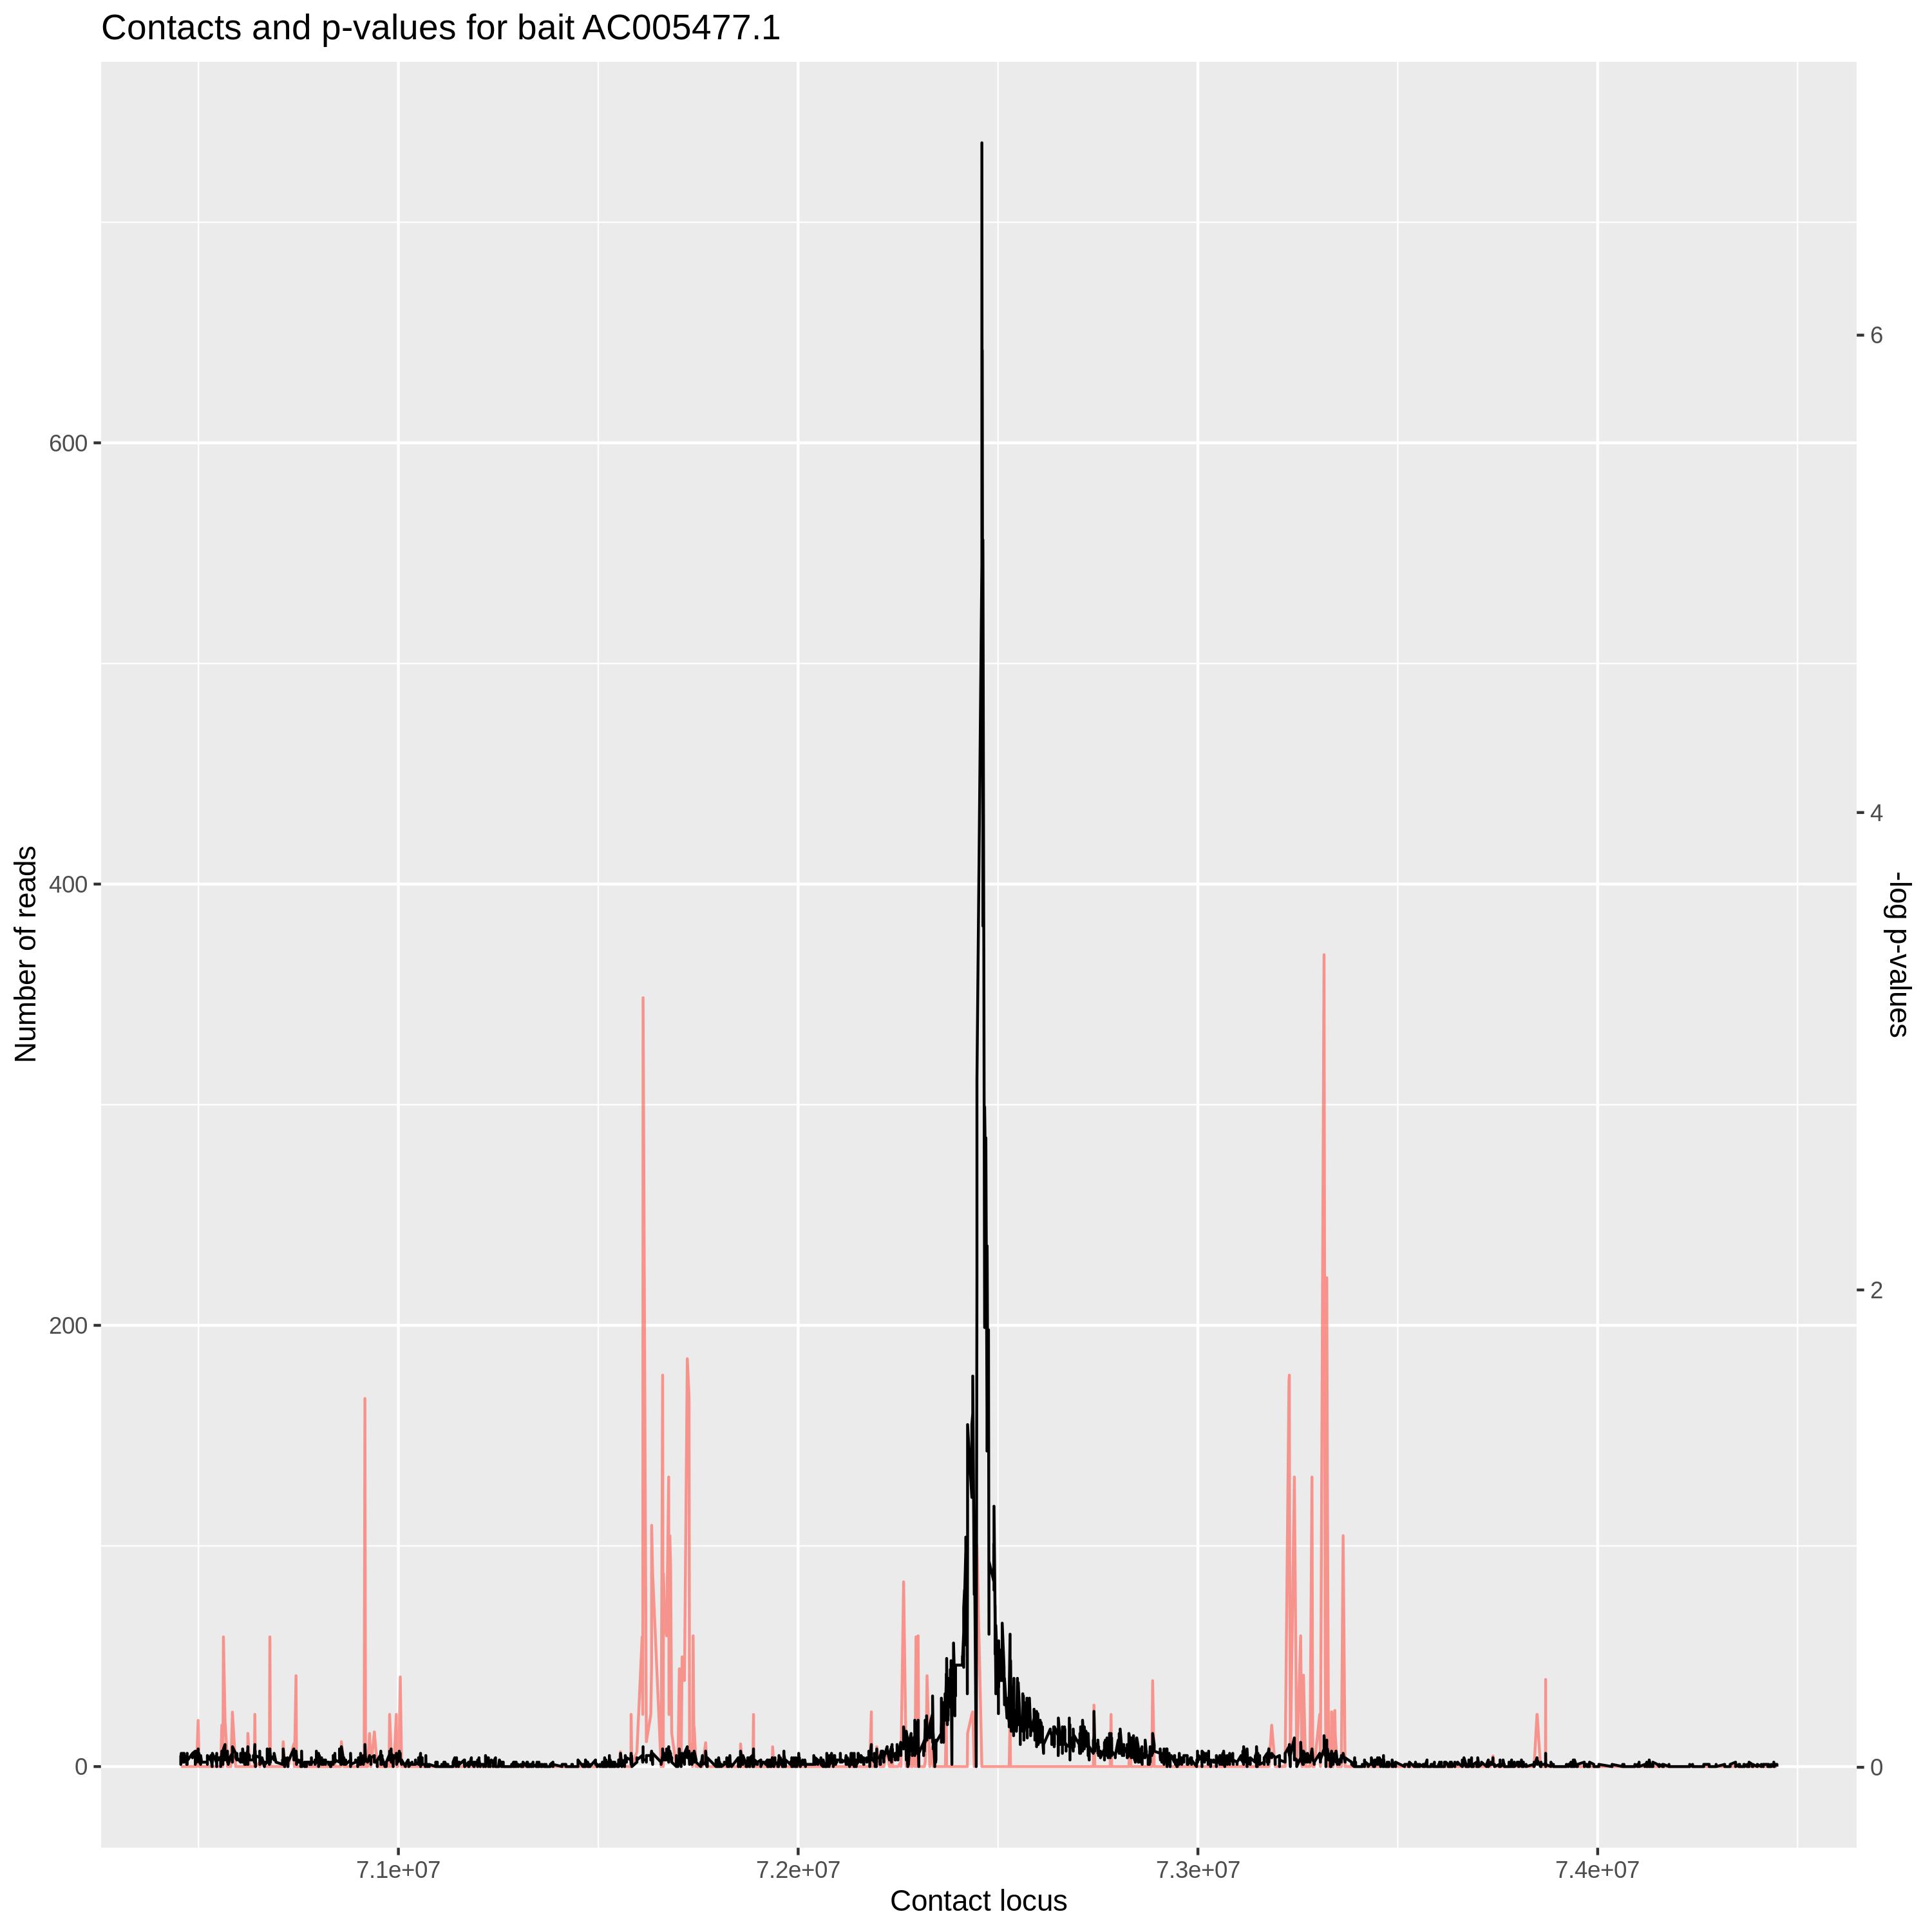 Contacts and p-values for bait AC005477.1
Number of reads
600
400
200
0
6
4
2
0
-log p-values
7.1e+07
7.2e+07
7.3e+07
7.4e+07
Contact locus